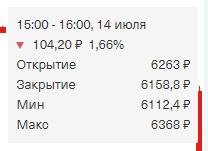 15:00 - 16:00, 14 июля
104,20 ₽ 1,66%
Открытие 6263 ₽
Закрытие 6158,8 ₽
Мин 6112,4 ₽
Макс 6368 ₽